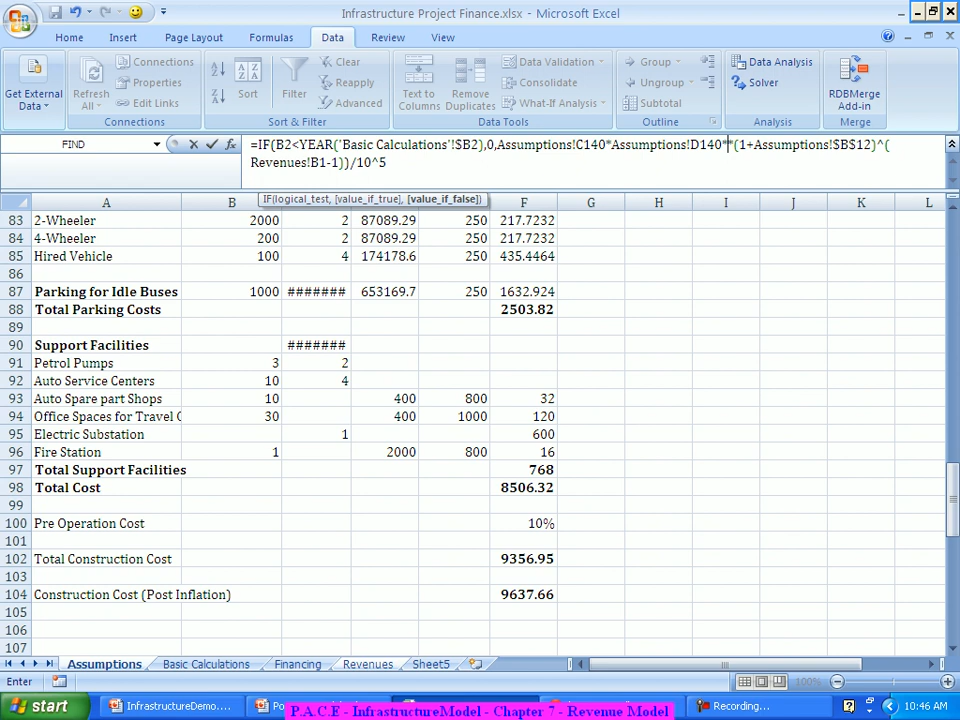 Infrastructure Project Finance.xlsx - Microsoft Excel
Home Insert Page Layout Formulas Data Review View
Get External Data
Refresh All
Connections
Properties
Edit Links
Connections
Sort
Filter
Clear
Reapply
Advanced
Sort & Filter
Text to Columns
Remove Duplicates
Data Validation
Consolidate
What-If Analysis
Data Tools
Group
Ungroup
Subtotal
Outline
Data Analysis
Solver
Analysis
RDBMerge Add-in
FIND
=IF(B2<YEAR('Basic Calculations'!$B2),0,Assumptions!C140*Assumptions!D140**(1+Assumptions!$B$12)^(
Revenues!B1-1))/10^5
IF(logical_test, [value_if_true], [value_if_false])
A B F G H I J K L
83 2-Wheeler 2000 2 87089.29 250 217.7232
84 4-Wheeler 200 2 87089.29 250 217.7232
85 Hired Vehicle 100 4 174178.6 250 435.4464
86
87 Parking for Idle Buses 1000 ####### 653169.7 250 1632.924
88 Total Parking Costs 2503.82
89
90 Support Facilities #######
91 Petrol Pumps 3 2
92 Auto Service Centers 10 4
93 Auto Spare part Shops 10 400 800 32
94 Office Spaces for Travel 30 400 1000 120
95 Electric Substation 1 600
96 Fire Station 1 2000 800 16
97 Total Support Facilities 768
98 Total Cost 8506.32
99
100 Pre Operation Cost 10%
101
102 Total Construction Cost 9356.95
103
104 Construction Cost (Post Inflation) 9637.66
105
106
107
Assumptions Basic Calculations Financing Revenues Sheet5
Enter 100%
start InfrastructureDemo.... Po Recording... 10:46 AM
P.A.C.E - InfrastructureModel - Chapter 7 - Revenue Model